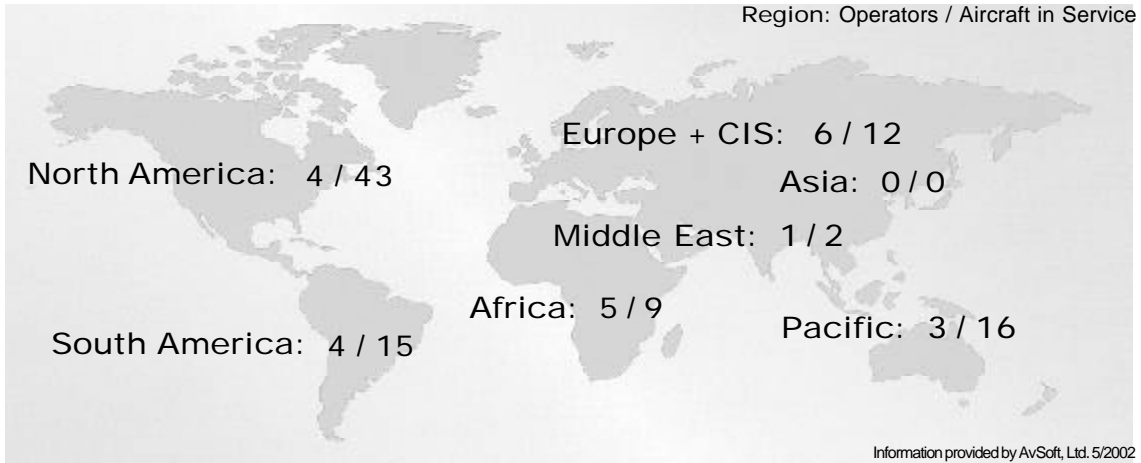 Region: Operators / Aircraft in Service
Europe + CIS: 6 / 12
North America: 4 / 43
Asia: 0 / 0
Middle East: 1 / 2
Africa: 5 / 9
Pacific: 3 / 16
South America: 4 / 15
Information provided by AvSoft, Ltd. 5/2002